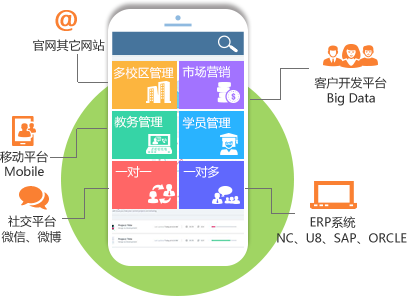 @
官网其它网站
多校区管理
市场营销
客户开发平台
Big Data
教务管理
学员管理
移动平台
Mobile
一对一
一对多
社交平台
微信、微博
ERP系统
NC、U8、SAP、ORCLE